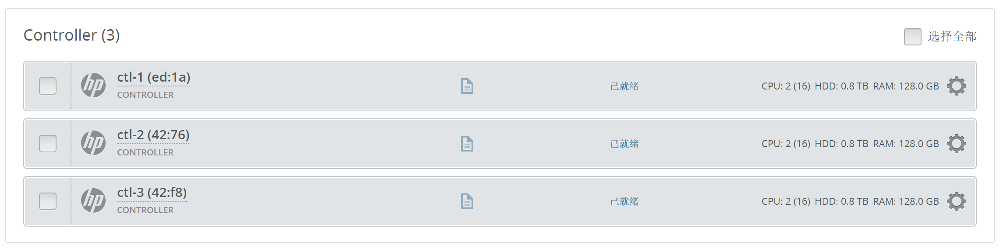 Controller (3) 选择全部
hp ctl-1 (ed:1a) 已就绪 CPU: 2 (16) HDD: 0.8 TB RAM: 128.0 GB
CONTROLLER
hp ctl-2 (42:76) 已就绪 CPU: 2 (16) HDD: 0.8 TB RAM: 128.0 GB
CONTROLLER
hp ctl-3 (42:f8) 已就绪 CPU: 2 (16) HDD: 0.8 TB RAM: 128.0 GB
CONTROLLER